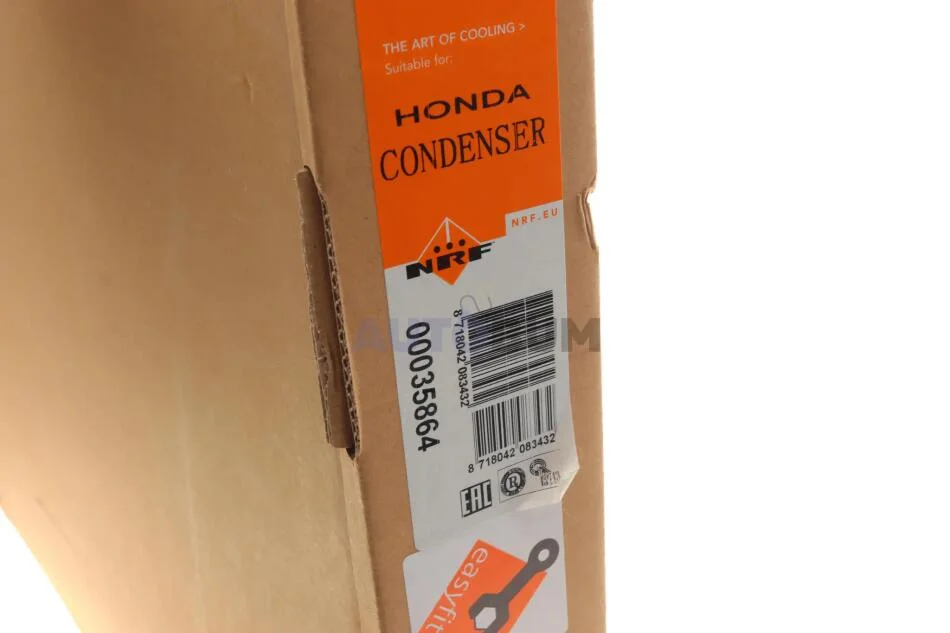 THE ART OF COOLING >
Suitable for:
HONDA
CONDENSER
NRF.EU
NRF
00035864
8 718042 083432
8 718042 083432
EAC
R
easyfit